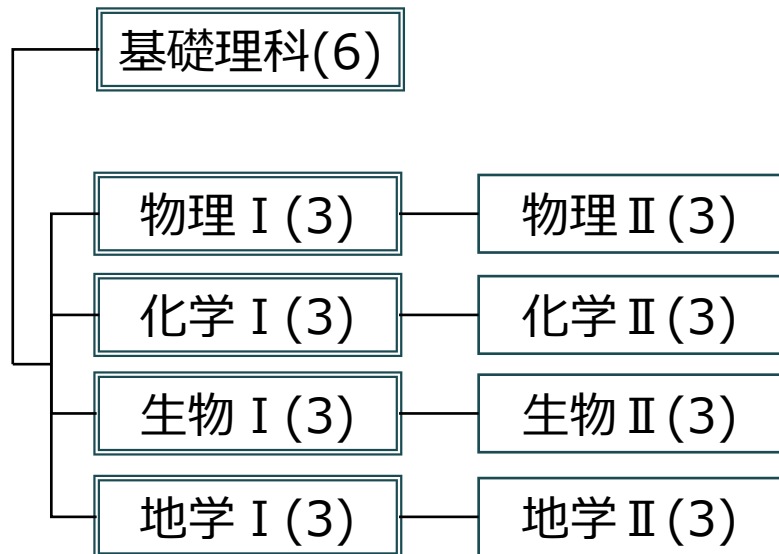 基礎理科(6)
物理Ⅰ(3)
物理Ⅱ(3)
化学Ⅰ(3)
化学Ⅱ(3)
生物Ⅰ(3)
生物Ⅱ(3)
地学Ⅰ(3)
地学Ⅱ(3)